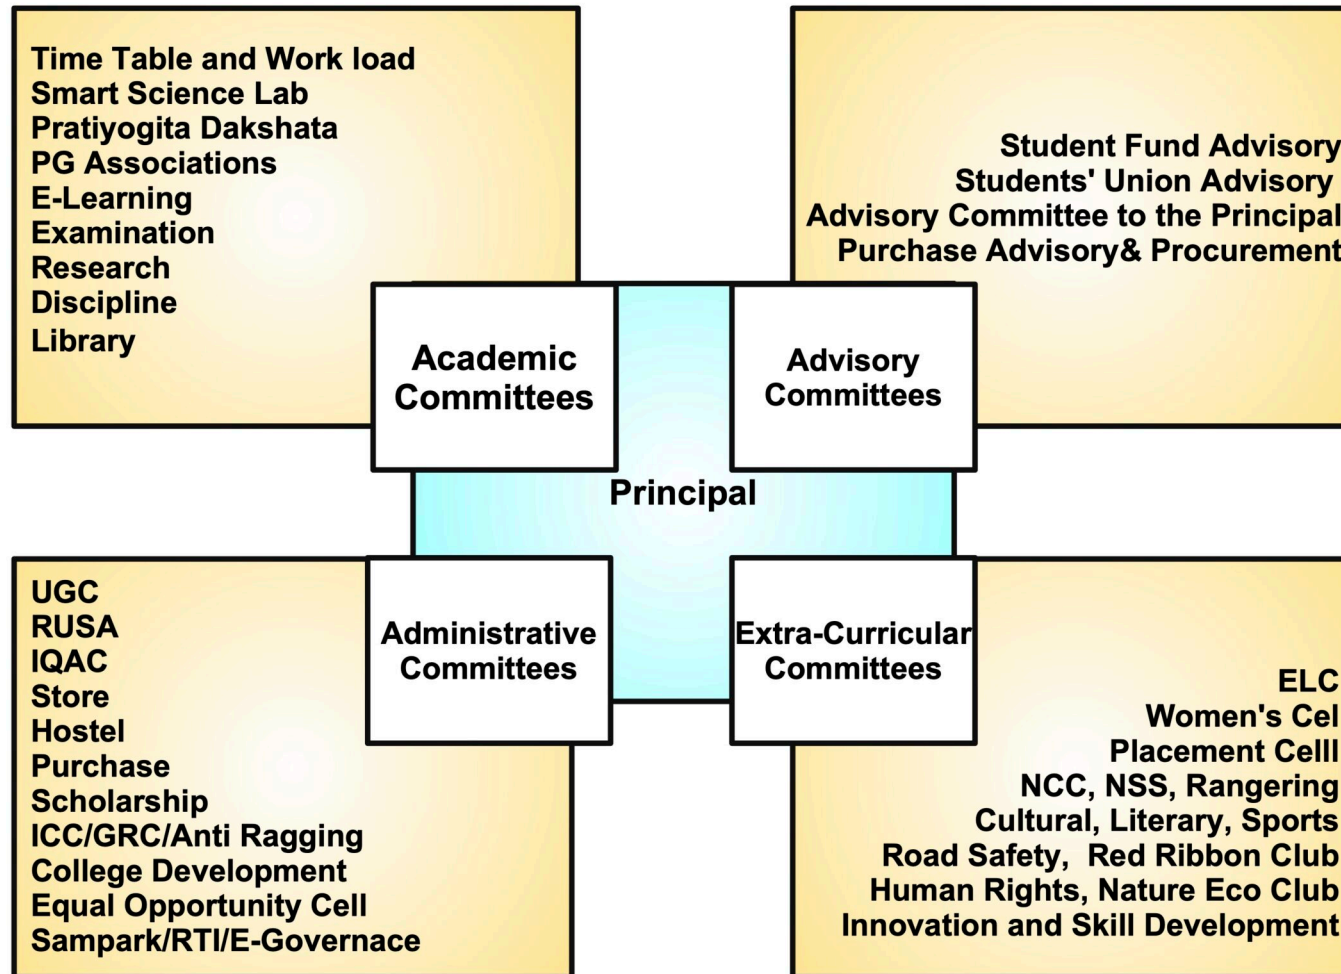 Time Table and Work load
Smart Science Lab
Pratiyogita Dakshata
PG Associations
E-Learning
Examination
Research
Discipline
Library
Academic
Committees
Student Fund Advisory
Students' Union Advisory
Advisory Committee to the Principal
Purchase Advisory& Procurement
Advisory
Committees
Principal
UGC
RUSA
IQAC
Store
Hostel
Purchase
Scholarship
ICC/GRC/Anti Ragging
College Development
Equal Opportunity Cell
Sampark/RTI/E-Governace
Administrative
Committees
Extra-Curricular
Committees
ELC
Women's Cel
Placement Celll
NCC, NSS, Rangering
Cultural, Literary, Sports
Road Safety,  Red Ribbon Club
Human Rights, Nature Eco Club
Innovation and Skill Development